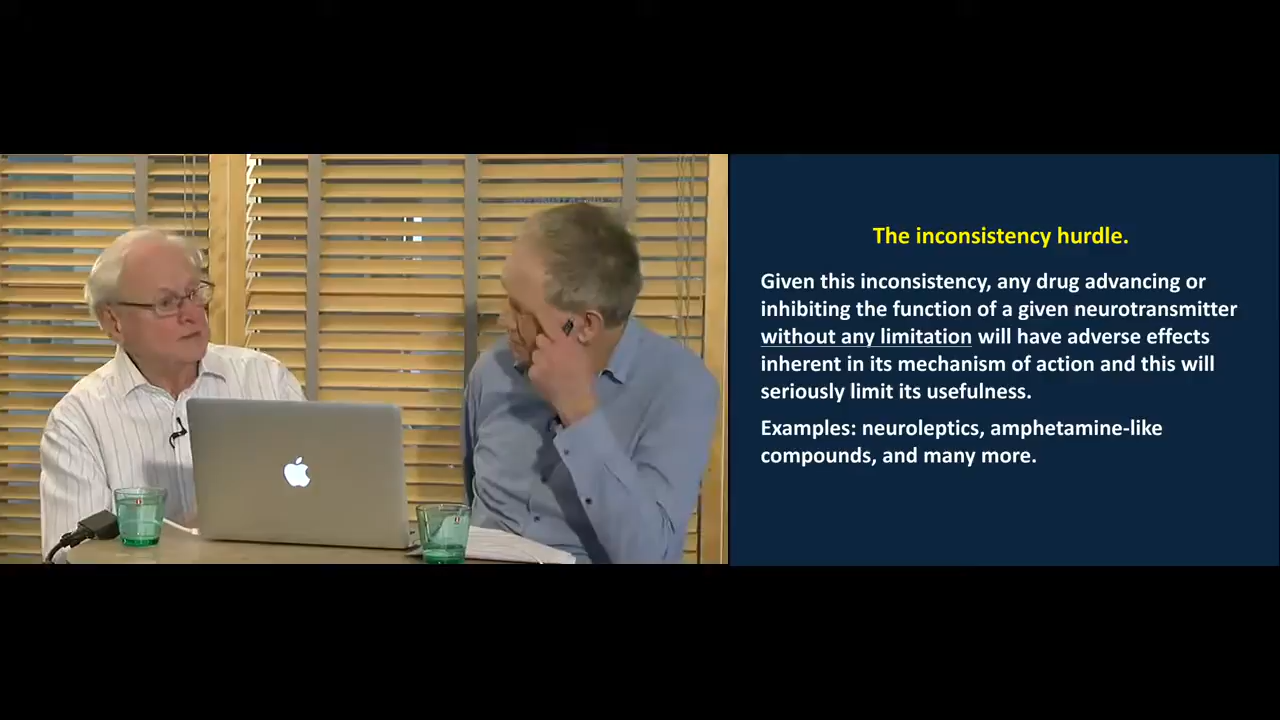 The inconsistency hurdle.
Given this inconsistency, any drug advancing or
inhibiting the function of a given neurotransmitter
without any limitation will have adverse effects
inherent in its mechanism of action and this will
seriously limit its usefulness.
Examples: neuroleptics, amphetamine-like
compounds, and many more.